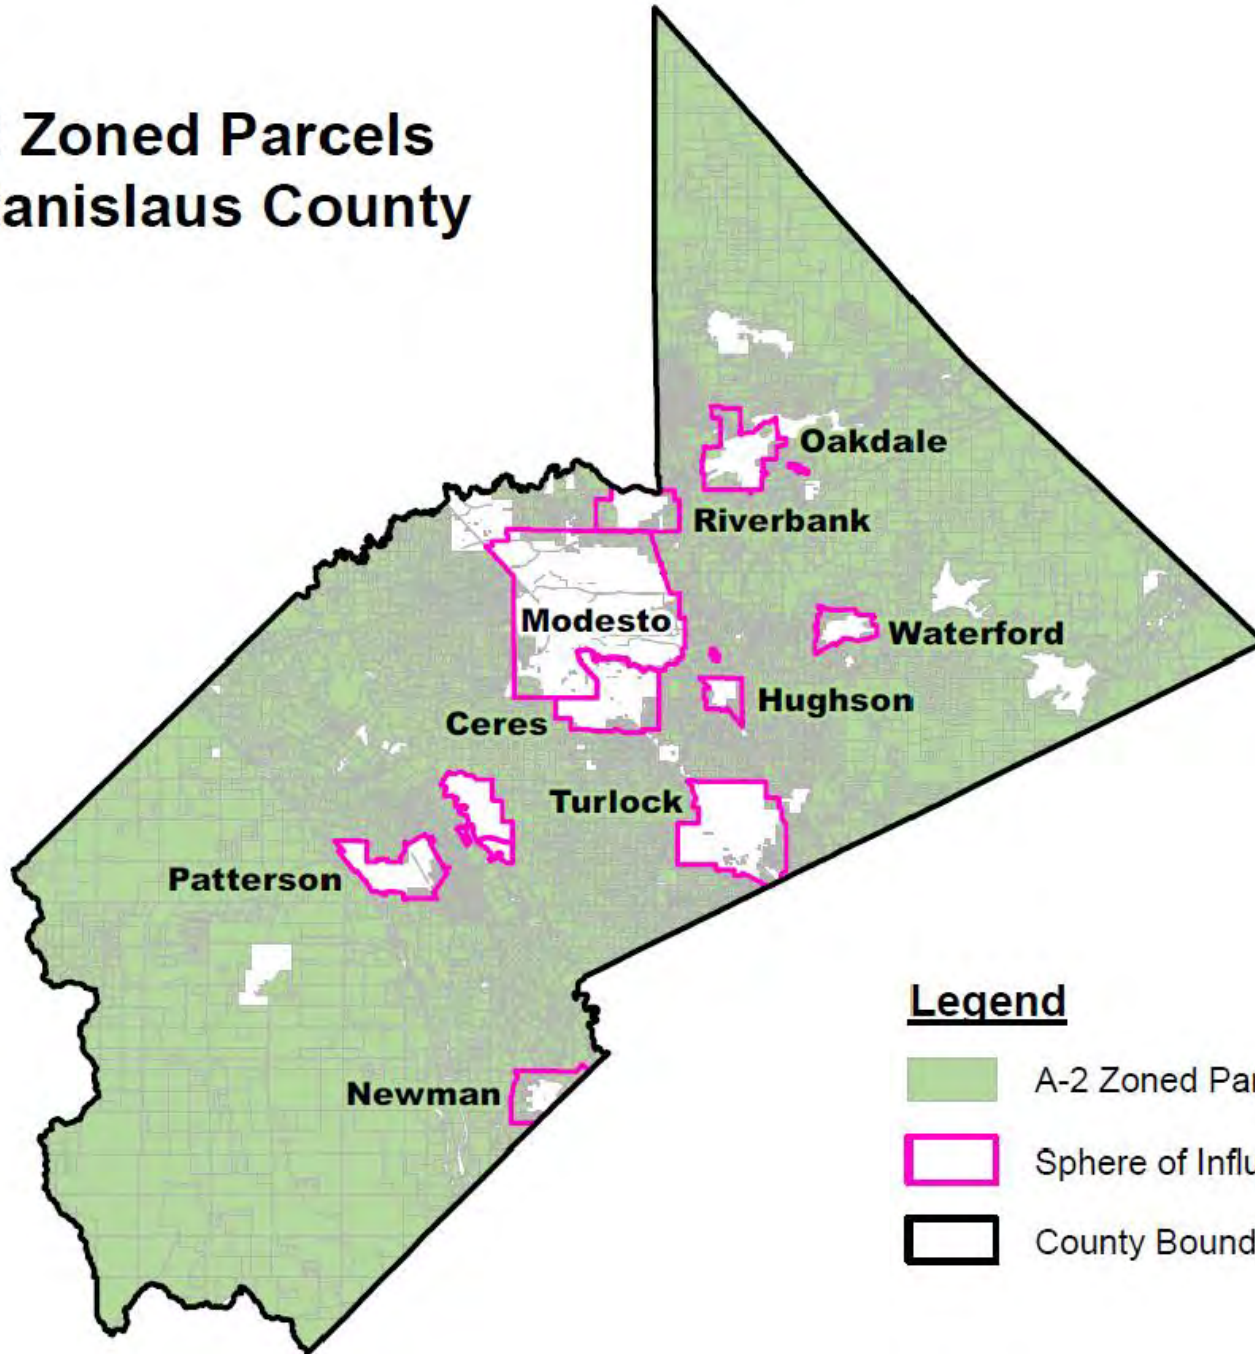 Zoned Parcels
anislaus County
Oakdale
Riverbank
Modesto
Waterford
Hughson
Ceres
Turlock
Patterson
Newman
Legend
A-2 Zoned Par
Sphere of Influ
County Bound